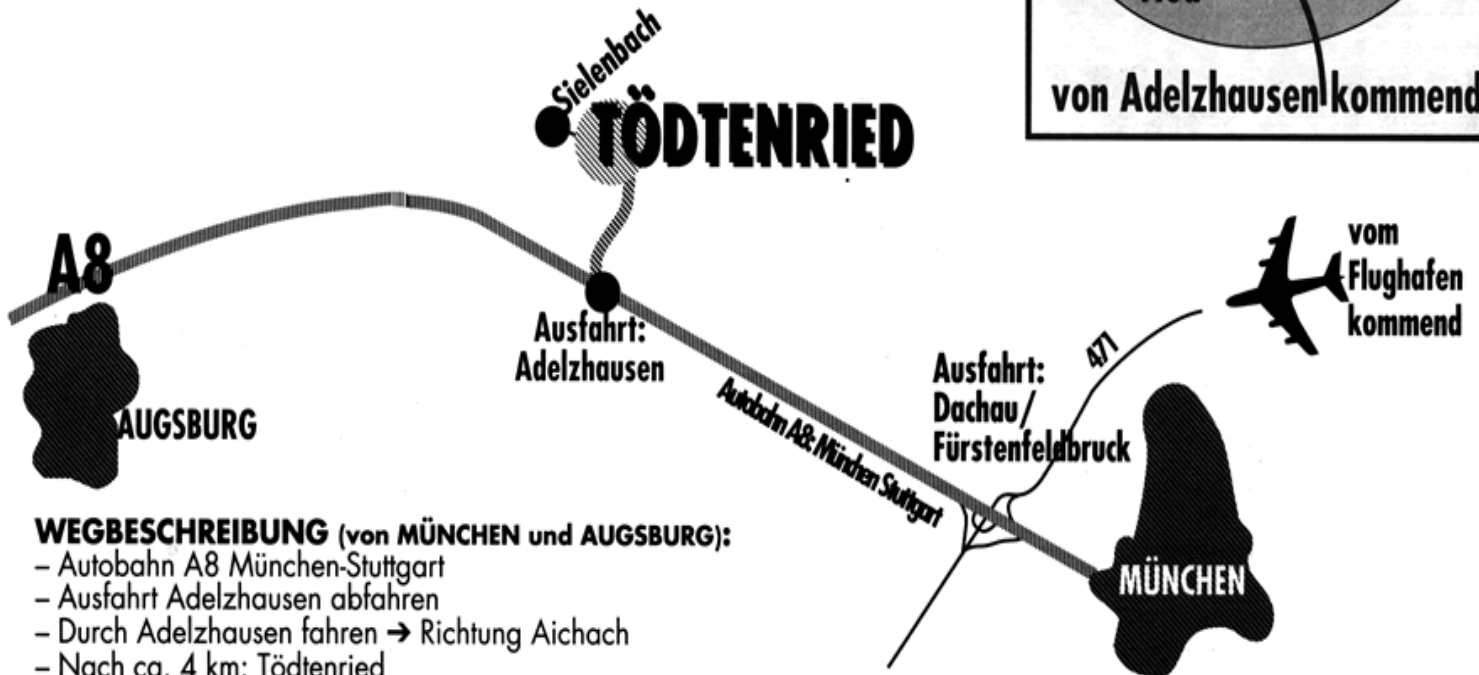 von Adelzhausen kommend
Sielenbach
TÖDTENRIED
A8
vom
Flughafen
kommend
Ausfahrt:
Adelzhausen
471
Ausfahrt:
Dachau/
Fürstenfeldbruck
AUGSBURG
Autobahn A8: München Stuttgart
MÜNCHEN
WEGBESCHREIBUNG (von MÜNCHEN und AUGSBURG):
– Autobahn A8 München-Stuttgart
– Ausfahrt Adelzhausen abfahren
– Durch Adelzhausen fahren → Richtung Aichach
– Nach ca. 4 km: Tödtenried